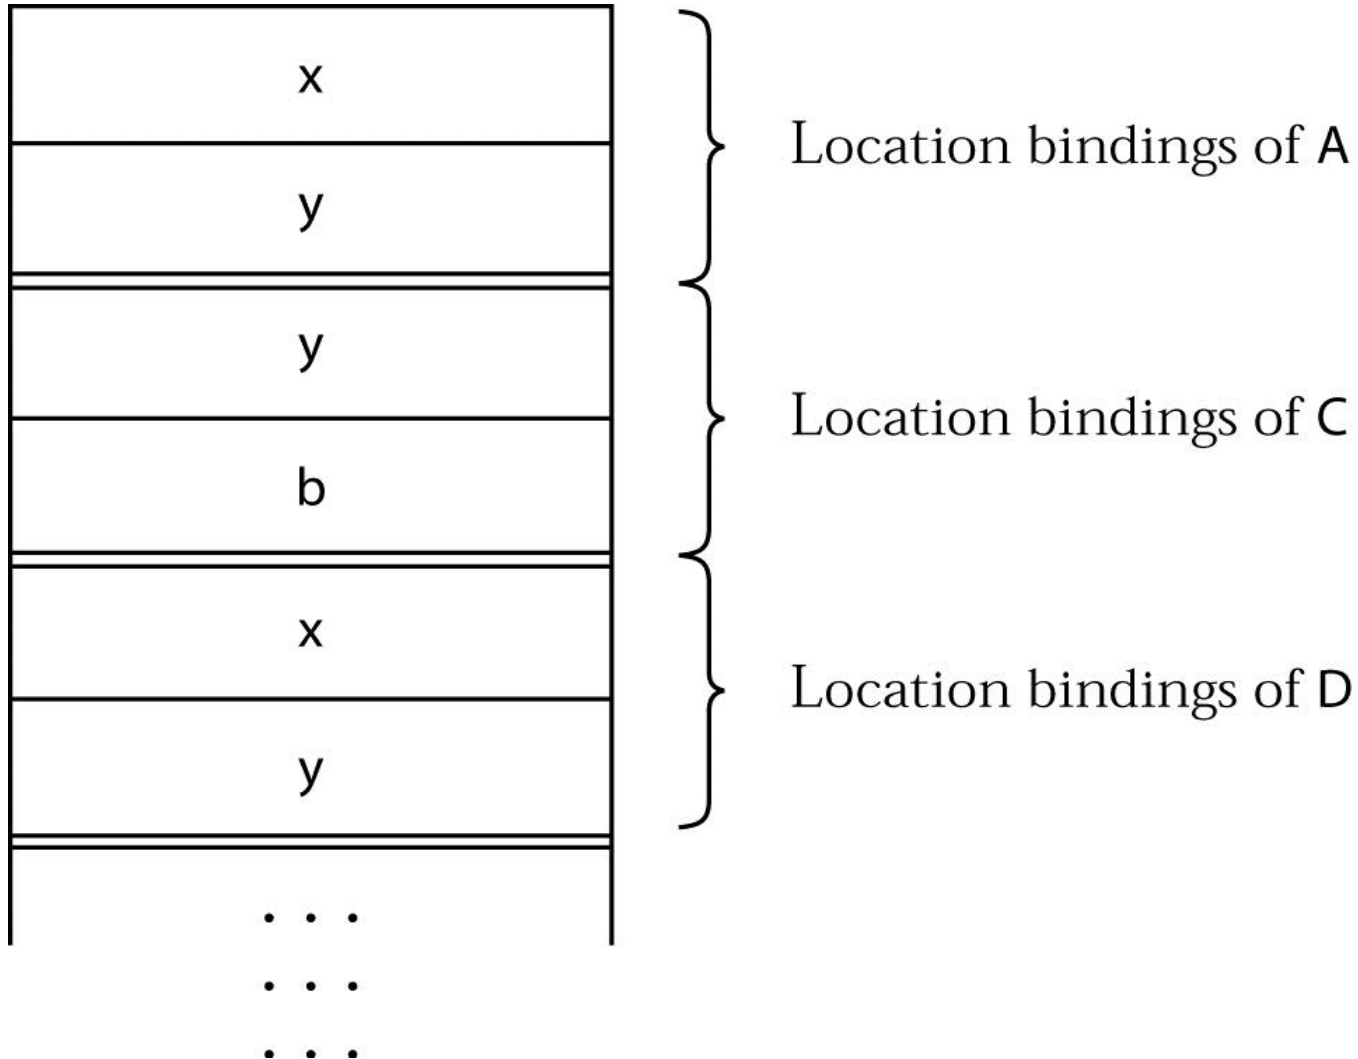 x
Location bindings of A
y
y
Location bindings of C
b
x
Location bindings of D
y
. . .
. . .
. . .